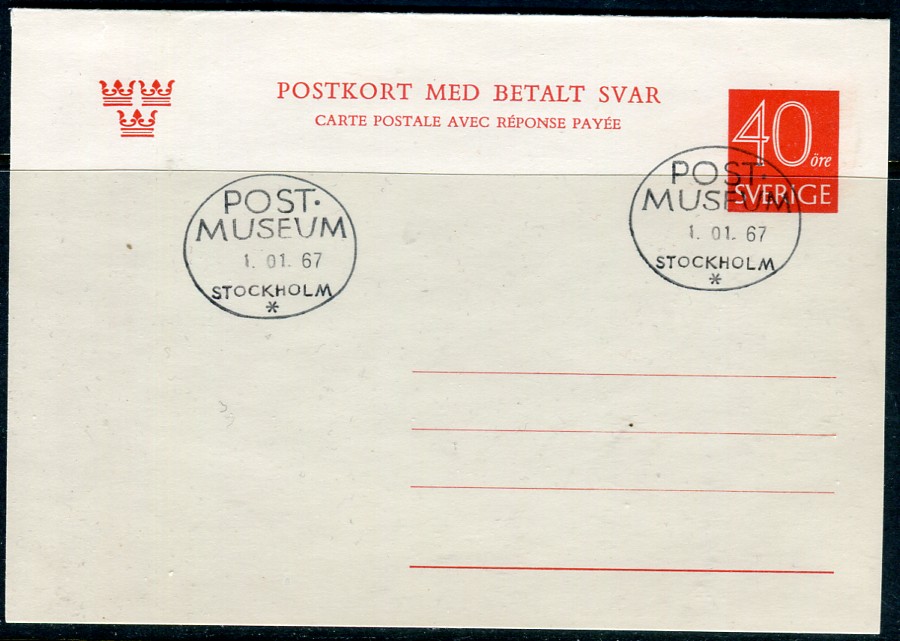 POSTKORT MED BETALT SVAR
CARTE POSTALE AVEC RÉPONSE PAYÉE
40 öre
SVERIGE
POST·
MUSEUM
1. 01. 67
STOCKHOLM
*
POST·
MUSEUM
1. 01. 67
STOCKHOLM
*